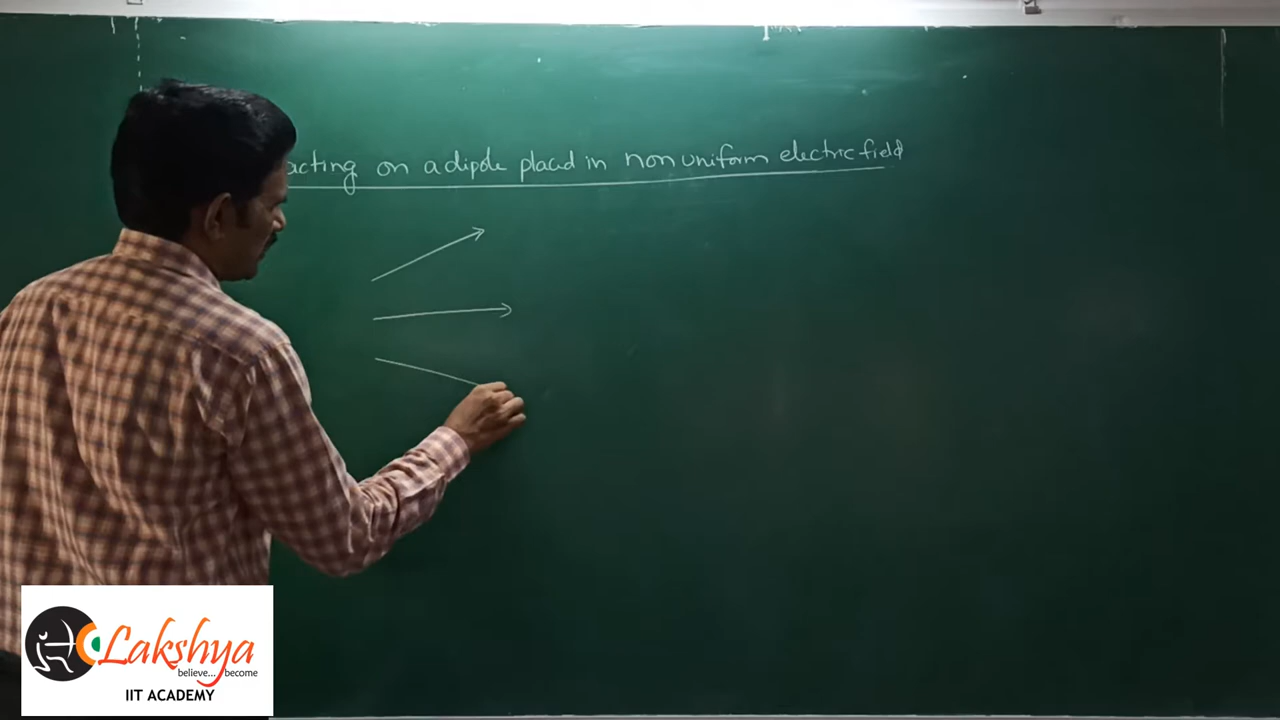 acting on a dipole placed in non uniform electric field
Lakshya
believe... become
IIT ACADEMY